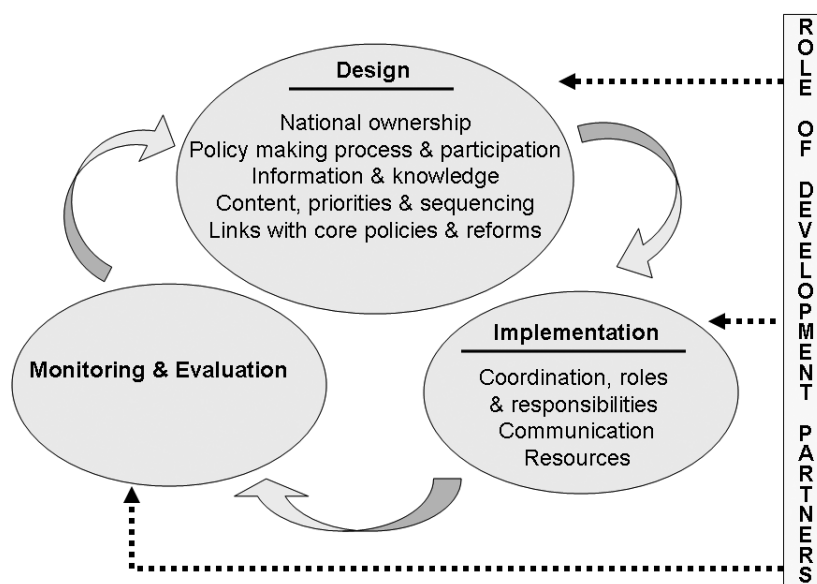 Design
National ownership
Policy making process & participation
Information & knowledge
Content, priorities & sequencing
Links with core policies & reforms
Implementation
Coordination, roles
& responsibilities
Communication
Resources
Monitoring & Evaluation
ROLE OF DEVELOPMENT PARTNERS